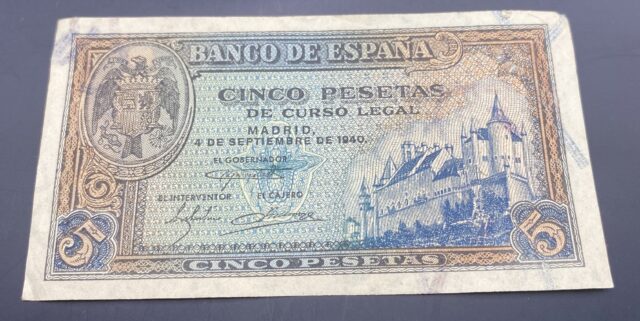 BANCO DE ESPAÑA
CINCO PESETAS
DE CURSO LEGAL
MADRID,
4 DE SEPTIEMBRE DE 1940.
EL GOBERNADOR
EL INTERVENTOR EL CAJERO
5 5
CINCO PESETAS